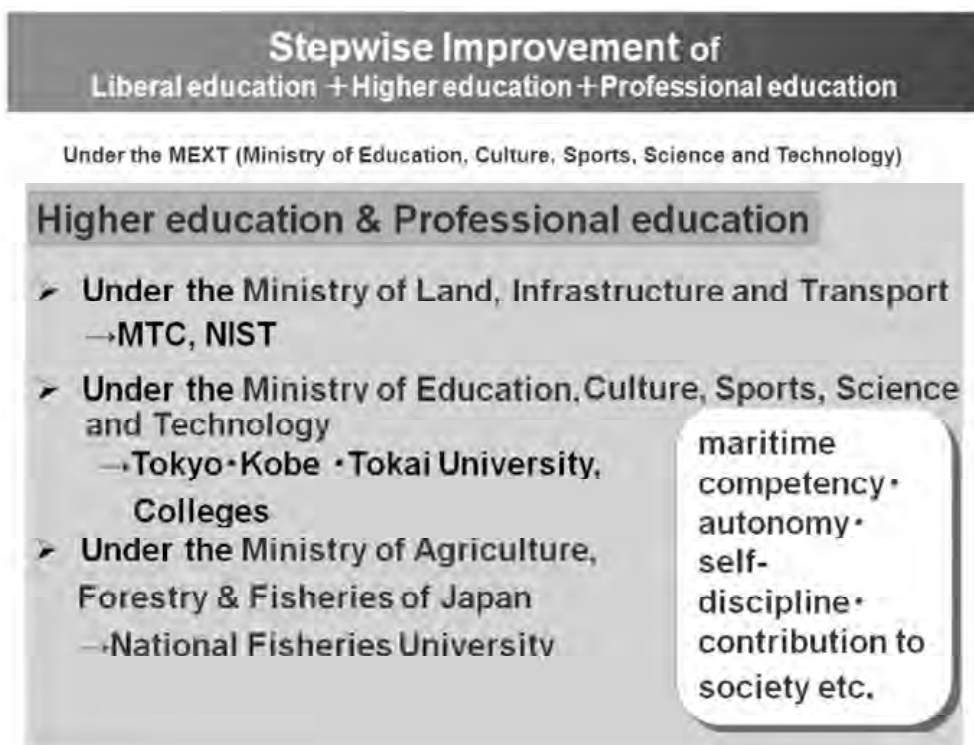 Stepwise Improvement of
Liberal education +Higher education+Professional education
Under the MEXT (Ministry of Education, Culture, Sports, Science and Technology)
Higher education & Professional education
➢ Under the Ministry of Land, Infrastructure and Transport
→MTC, NIST
➢ Under the Ministry of Education, Culture, Sports, Science
and Technology
→Tokyo・Kobe・Tokai University,
Colleges
➢ Under the Ministry of Agriculture,
Forestry & Fisheries of Japan
→National Fisheries University
maritime
competency・
autonomy・
self-
discipline・
contribution to
society etc.